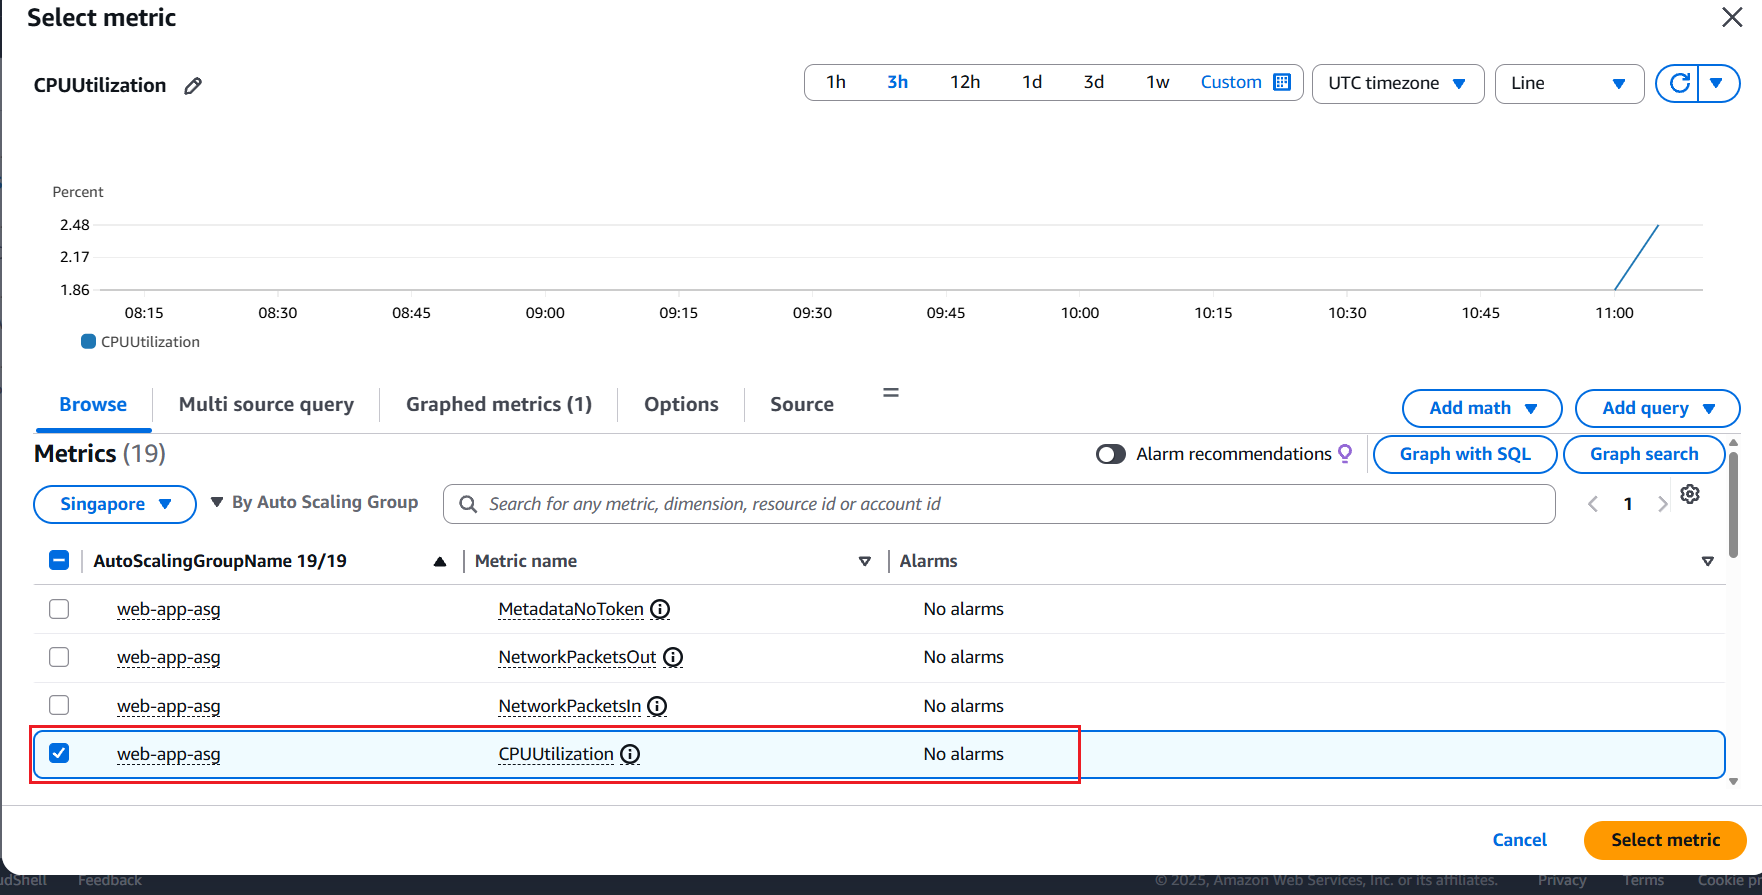 Select metric
CPUUtilization
1h 3h 12h 1d 3d 1w Custom UTC timezone Line
Percent
2.48
2.17
1.86
08:15 08:30 08:45 09:00 09:15 09:30 09:45 10:00 10:15 10:30 10:45 11:00
CPUUtilization
Browse Multi source query Graphed metrics (1) Options Source Add math Add query
Metrics (19) Alarm recommendations Graph with SQL Graph search
Singapore By Auto Scaling Group Search for any metric, dimension, resource id or account id 1
AutoScalingGroupName 19/19 Metric name Alarms
web-app-asg MetadataNoToken No alarms
web-app-asg NetworkPacketsOut No alarms
web-app-asg NetworkPacketsIn No alarms
web-app-asg CPUUtilization No alarms
Cancel Select metric
udShell Feedback © 2025, Amazon Web Services, Inc. or its affiliates. Privacy Terms Cookie pr